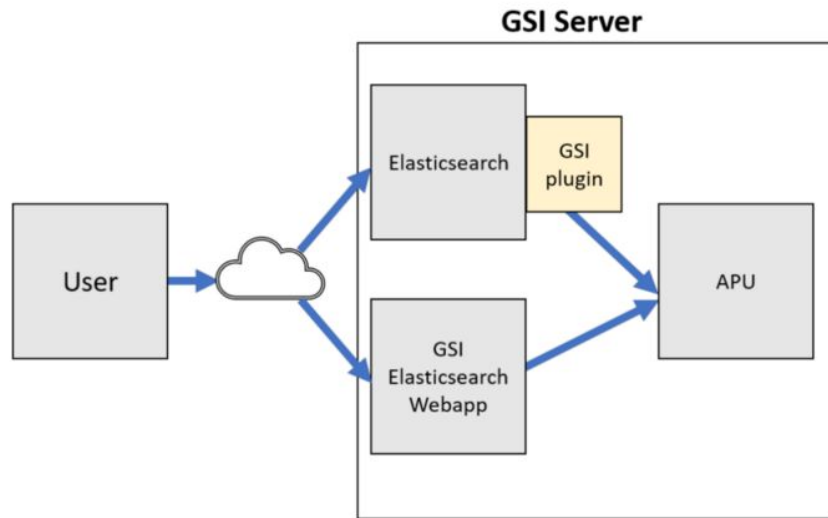 GSI Server
Elasticsearch
GSI
plugin
User
APU
GSI
Elasticsearch
Webapp